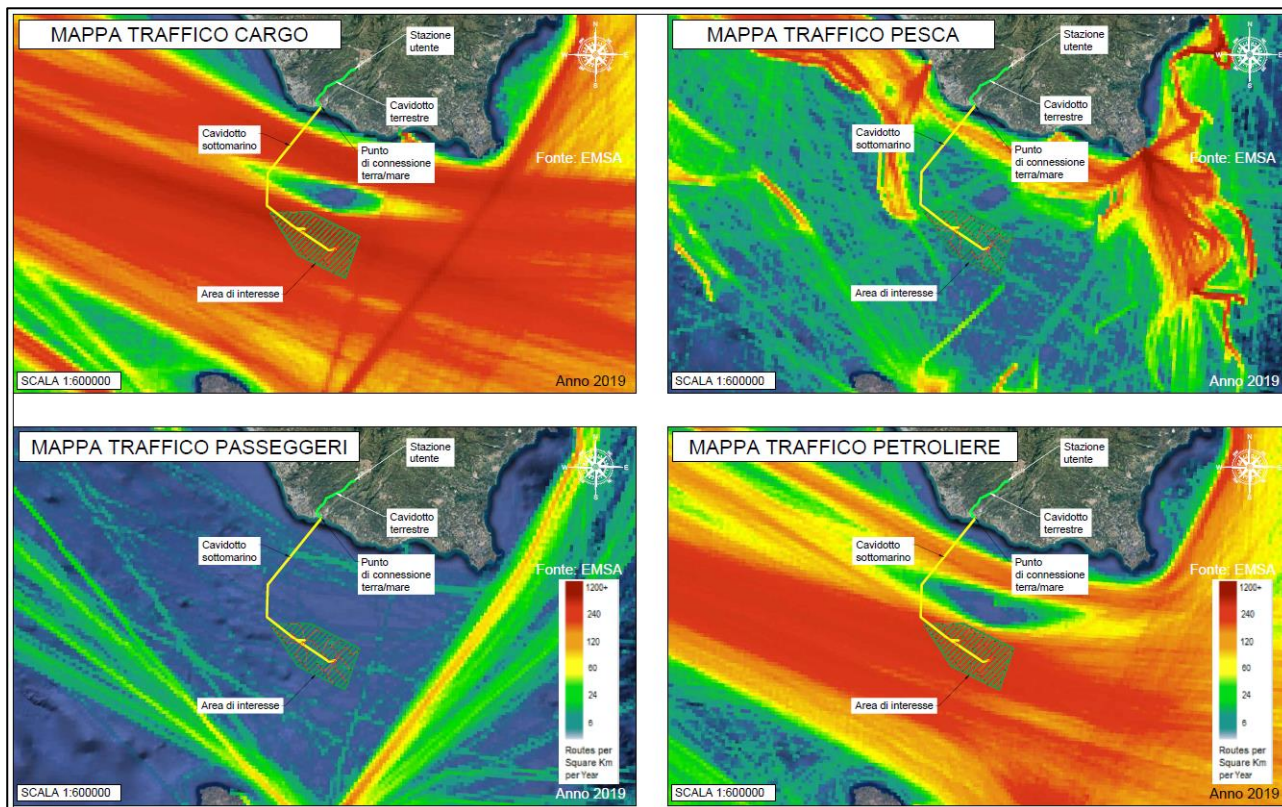 MAPPA TRAFFICO CARGO
Stazione
utente
N
E
S
Cavidotto
terrestre
Cavidotto
sottomarino
Punto
di connessione
terra/mare
Fonte: EMSA
Area di interesse
SCALA 1:600000
Anno 2019
MAPPA TRAFFICO PESCA
Stazione
utente
N
W
E
S
Cavidotto
terrestre
Cavidotto
sottomarino
Punto
di connessione
terra/mare
Fonte: EMSA
Area di interesse
SCALA 1:600000
Anno 2019
MAPPA TRAFFICO PASSEGGERI
Stazione
utente
N
W
E
S
Cavidotto
terrestre
Cavidotto
sottomarino
Punto
di connessione
terra/mare
Fonte: EMSA
1200+
240
120
60
24
6
Routes per
Square Km
per Year
Area di interesse
SCALA 1:600000
Anno 2019
MAPPA TRAFFICO PETROLIERE
Stazione
utente
N
W
E
S
Cavidotto
terrestre
Cavidotto
sottomarino
Punto
di connessione
terra/mare
Fonte: EMSA
1200+
240
120
60
24
6
Routes per
Square Km
per Year
Area di interesse
SCALA 1:600000
Anno 2019